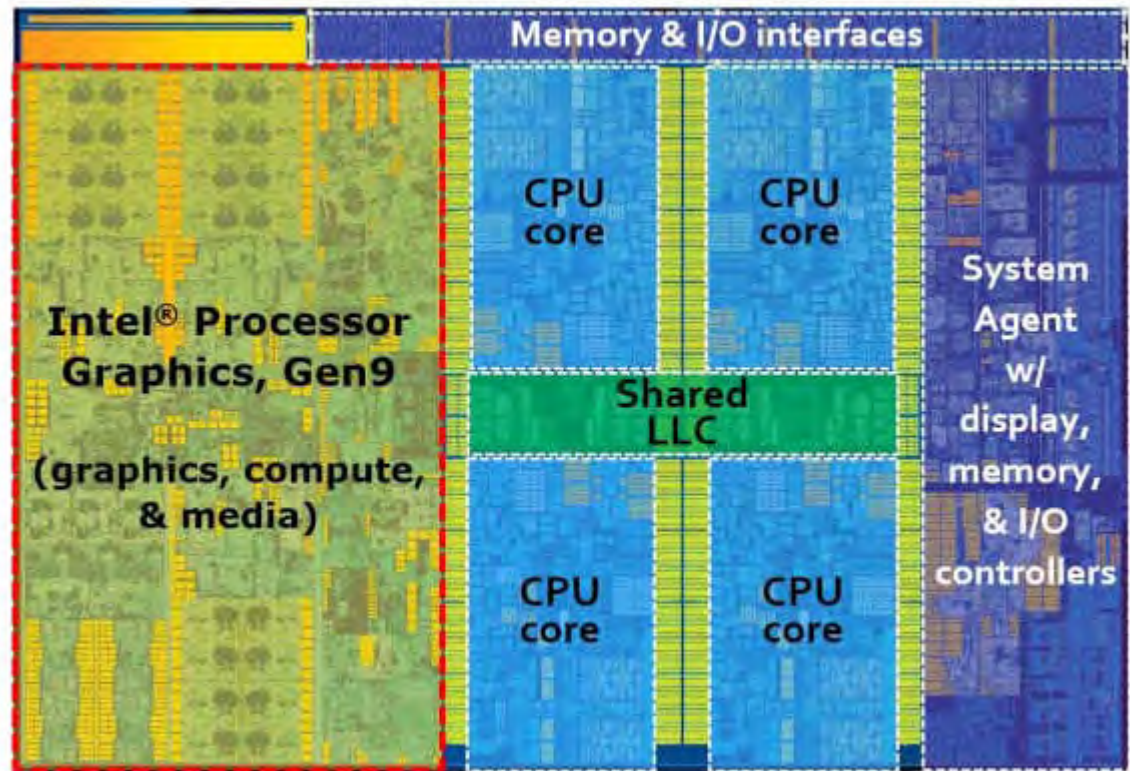 Memory & I/O interfaces
CPU
core
CPU
core
Intel® Processor
Graphics, Gen9
(graphics, compute,
& media)
Shared
LLC
System
Agent
w/
display,
memory,
& I/O
controllers
CPU
core
CPU
core